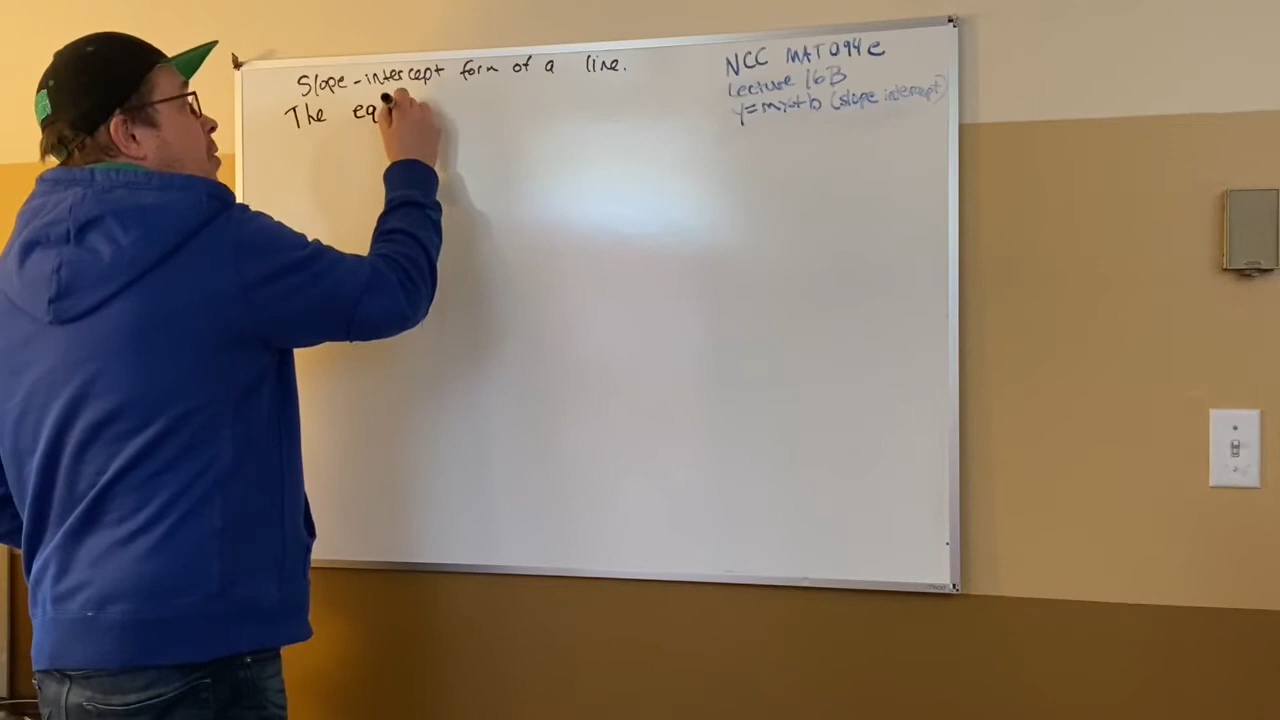 Slope-intercept form of a line.
The eq
NCC MAT094e
Lecture 16B
y=mx+b (slope intercept)